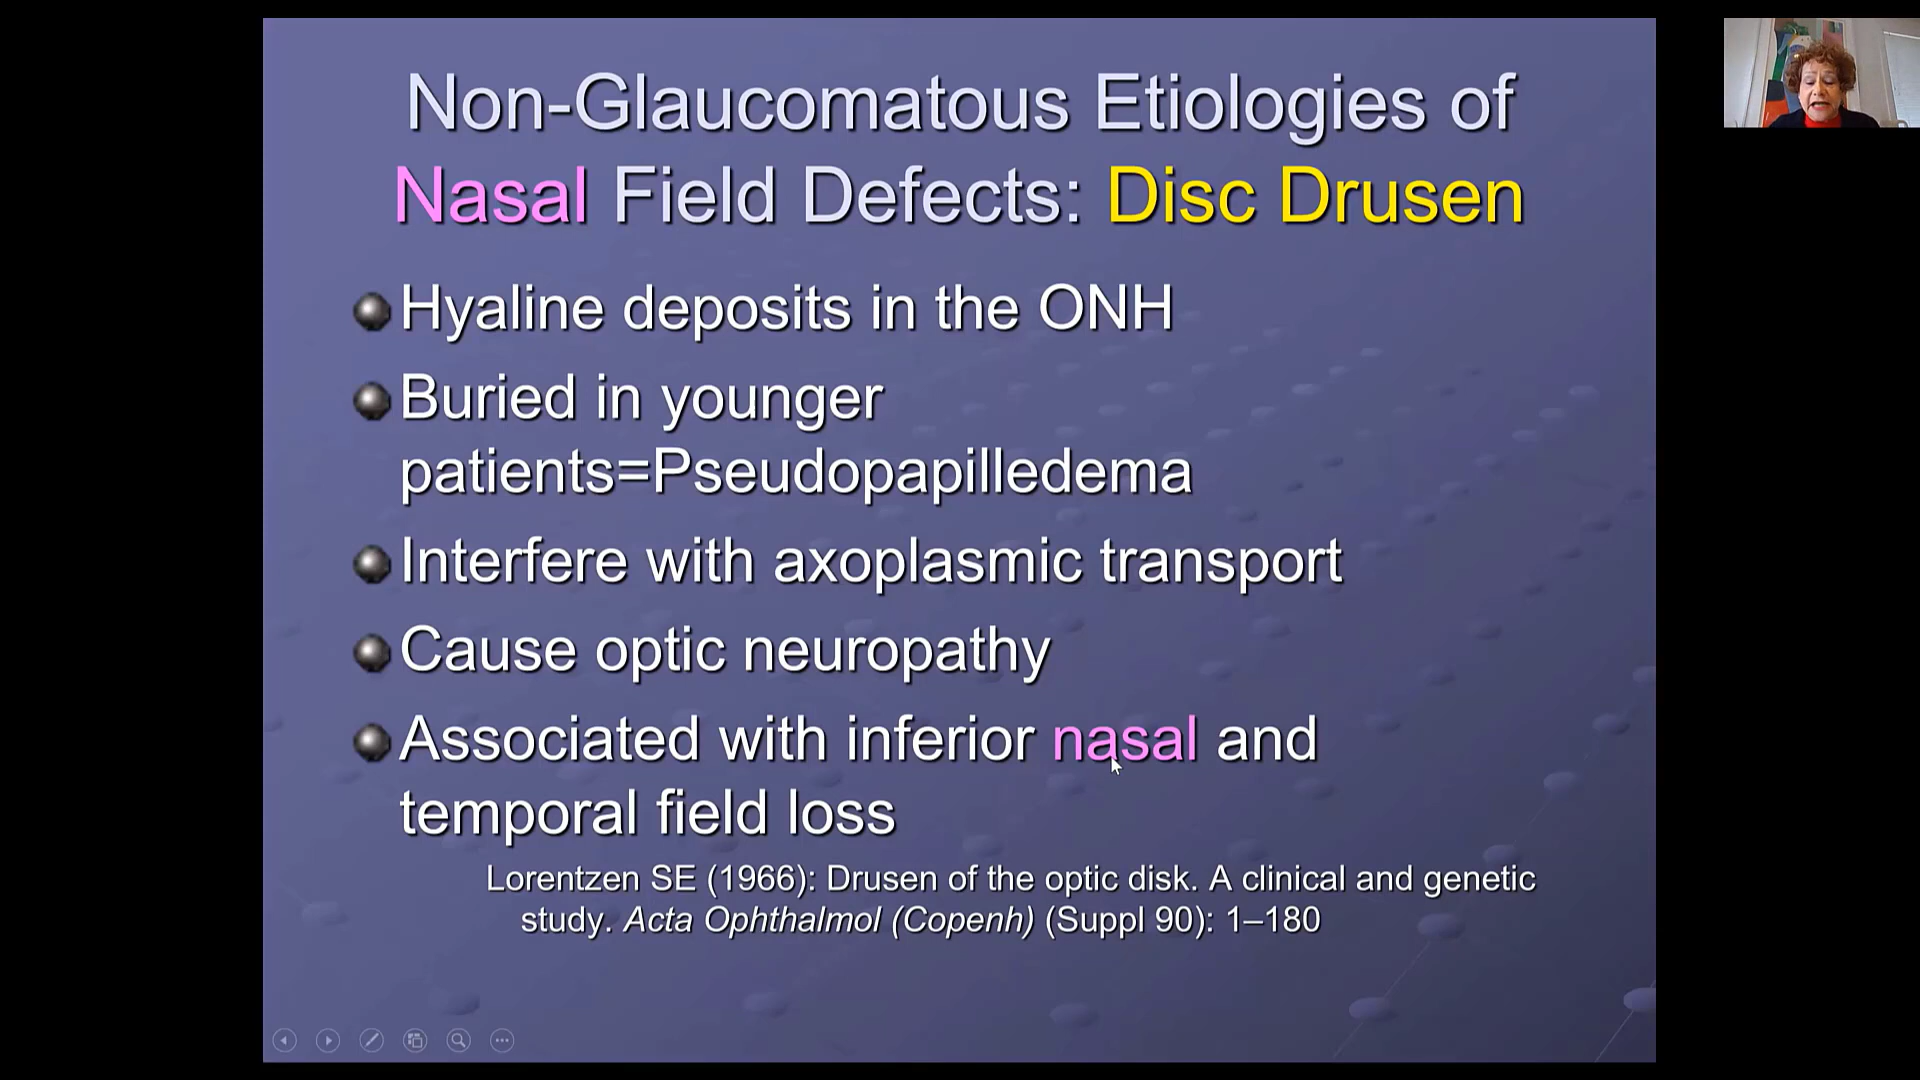 Non-Glaucomatous Etiologies of
Nasal Field Defects: Disc Drusen
Hyaline deposits in the ONH
Buried in younger
patients=Pseudopapilledema
Interfere with axoplasmic transport
Cause optic neuropathy
Associated with inferior nasal and
temporal field loss
Lorentzen SE (1966): Drusen of the optic disk. A clinical and genetic
study. Acta Ophthalmol (Copenh) (Suppl 90): 1–180